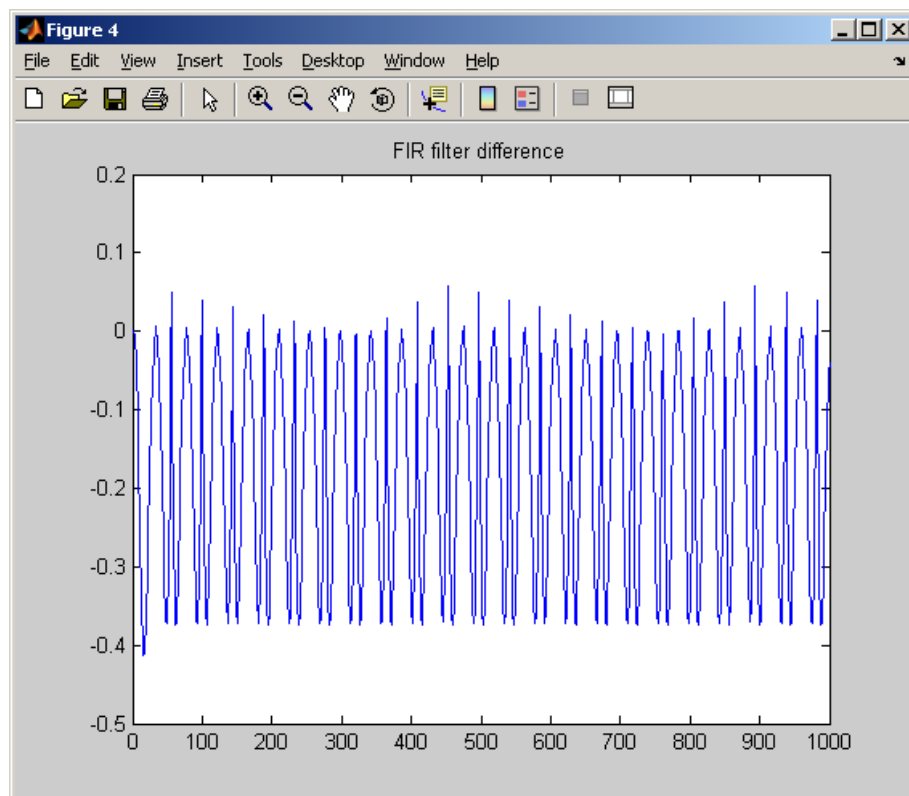 Figure 4
File Edit View Insert Tools Desktop Window Help
FIR filter difference
0.2
0.1
0
-0.1
-0.2
-0.3
-0.4
-0.5
0 100 200 300 400 500 600 700 800 900 1000